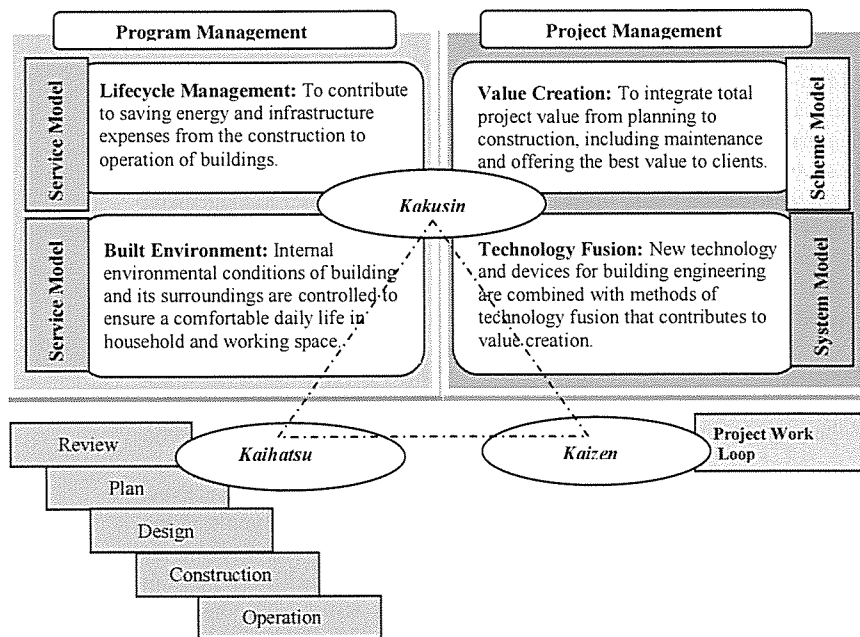 Program Management
Project Management
Service Model
Lifecycle Management: To contribute
to saving energy and infrastructure
expenses from the construction to
operation of buildings.
Value Creation: To integrate total
project value from planning to
construction, including maintenance
and offering the best value to clients.
Scheme Model
Kakusin
Service Model
Built Environment: Internal
environmental conditions of building
and its surroundings are controlled to
ensure a comfortable daily life in
household and working space.
Technology Fusion: New technology
and devices for building engineering
are combined with methods of
technology fusion that contributes to
value creation.
System Model
Review
Kaihatsu
Kaizen
Project Work
Loop
Plan
Design
Construction
Operation